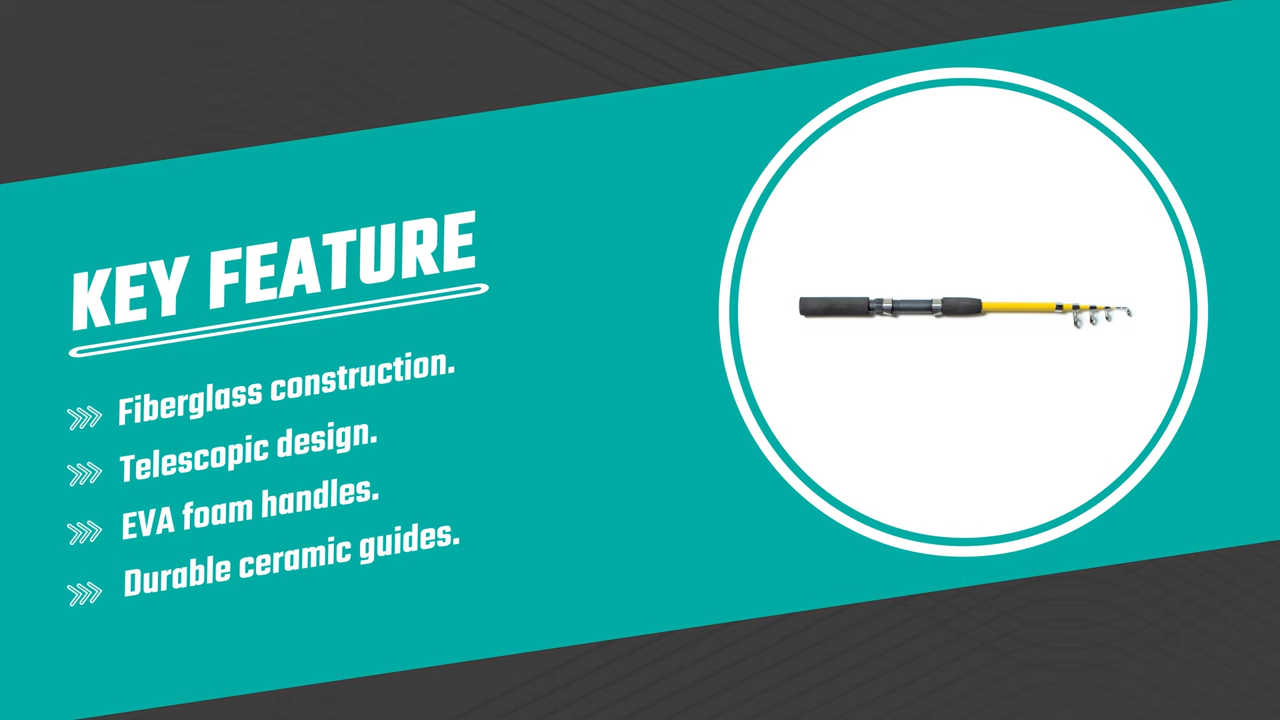 KEY FEATURE
Fiberglass construction.
Telescopic design.
EVA foam handles.
Durable ceramic guides.